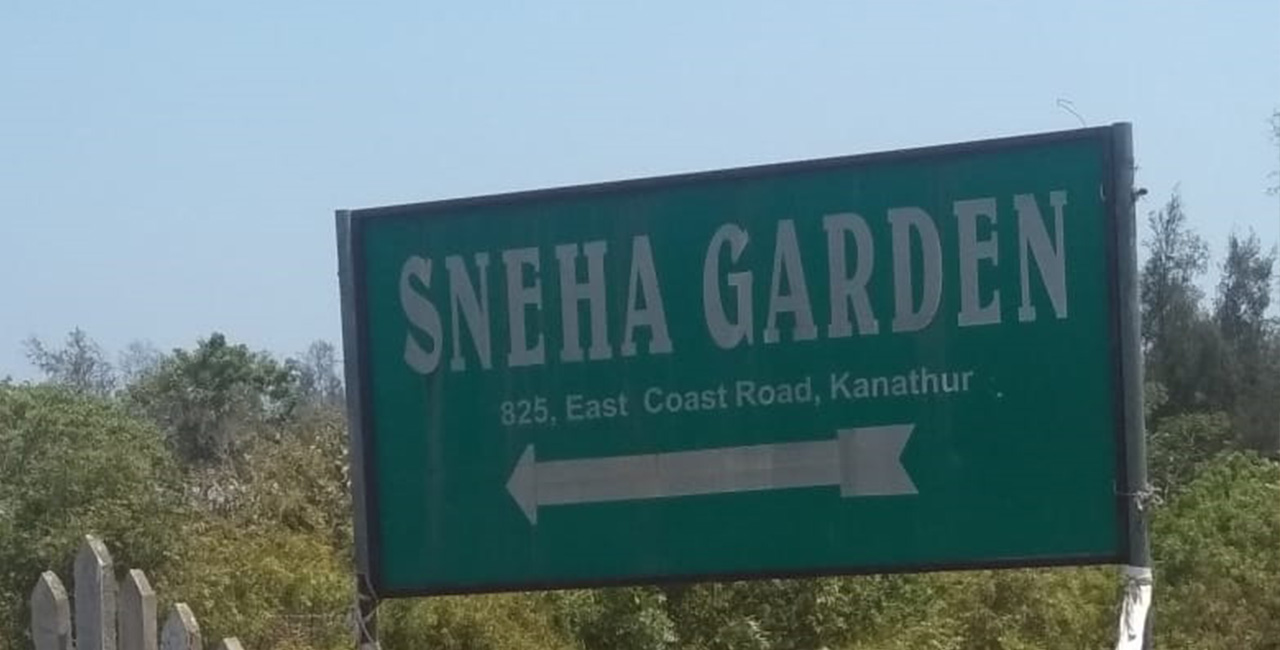 SNEHA GARDEN
825, East Coast Road, Kanathur